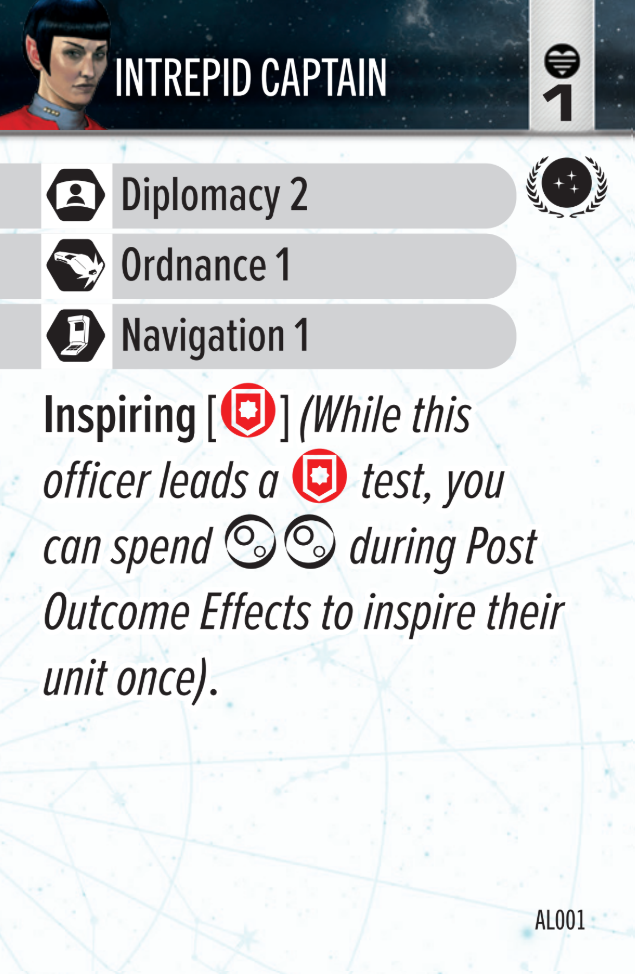 INTREPID CAPTAIN
1
Diplomacy 2
Ordnance 1
Navigation 1
Inspiring [ ] (While this
officer leads a test, you
can spend during Post
Outcome Effects to inspire their
unit once).
AL001